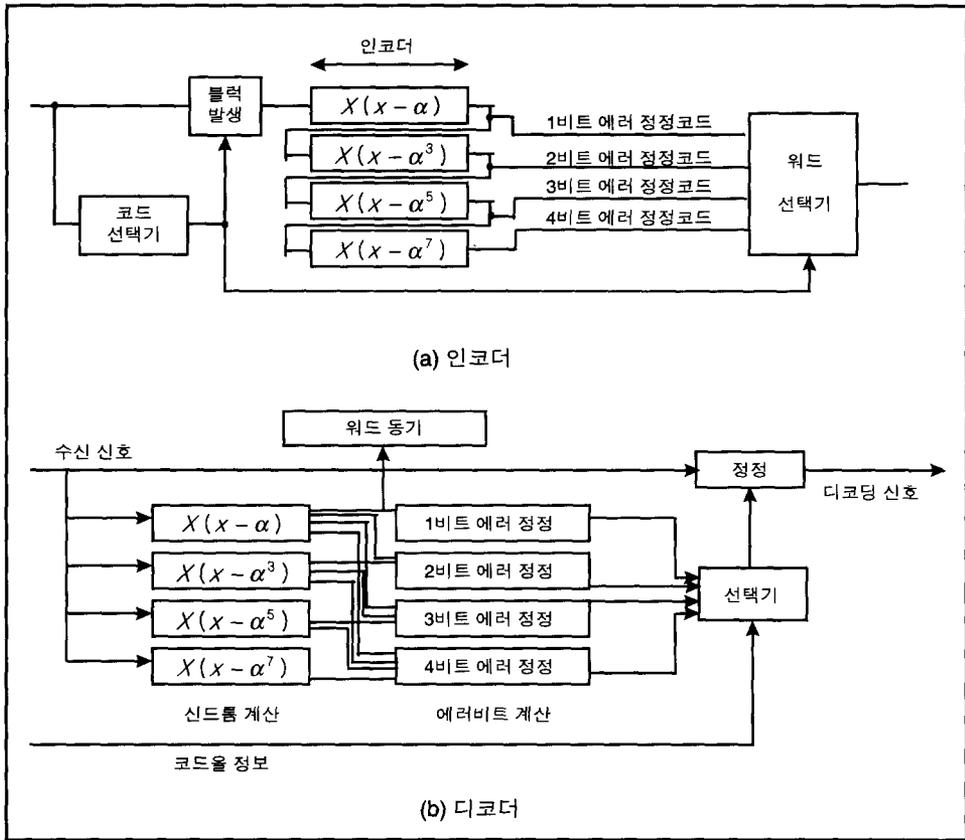 인코더
블럭
발생
X(x-α)
X(x-α³)
X(x-α⁵)
X(x-α⁷)
1비트 에러 정정코드
2비트 에러 정정코드
3비트 에러 정정코드
4비트 에러 정정코드
워드
선택기
코드
선택기
(a) 인코더
워드 동기
수신 신호
정정
디코딩 신호
X(x-α)
X(x-α³)
X(x-α⁵)
X(x-α⁷)
1비트 에러 정정
2비트 에러 정정
3비트 에러 정정
4비트 에러 정정
선택기
신드롬 계산
에러비트 계산
코드율 정보
(b) 디코더